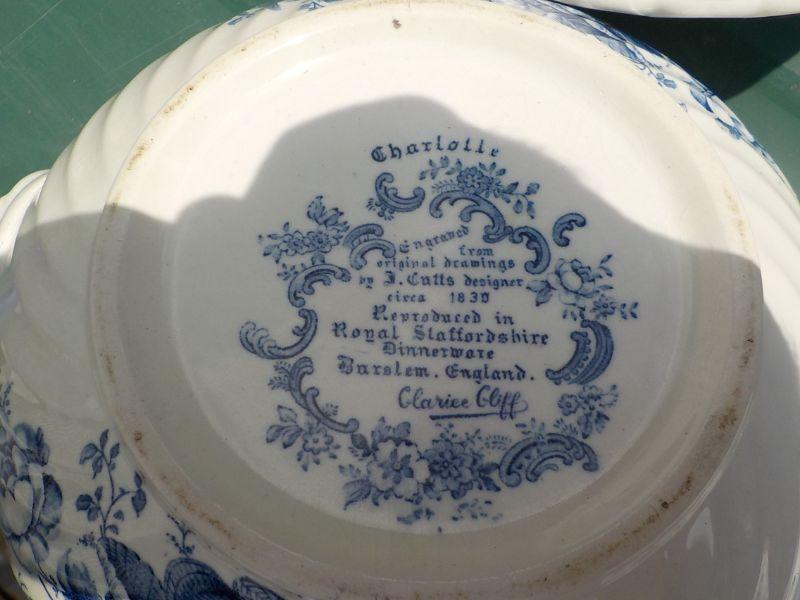 Charlotte
Engraved
from
original drawings
by J. Cutts designer
circa 1830
Reproduced in
Royal Staffordshire
Dinnerware
Burslem. England.
Clarice Cliff